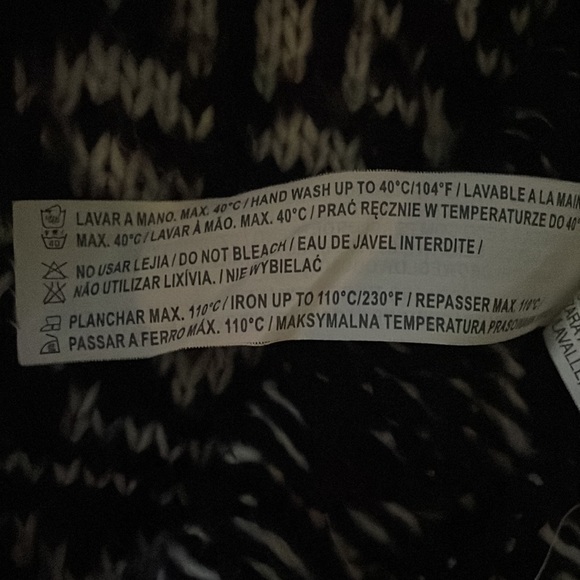 LAVAR A MANO. MAX. 40°C / HAND WASH UP TO 40°C/104°F / LAVABLE A LA MAIN
MAX. 40°C / LAVAR À MÃO. MAX. 40°C / PRAĆ RĘCZNIE W TEMPERATURZE DO 40°
NO USAR LEJIA / DO NOT BLEACH / EAU DE JAVEL INTERDITE /
NÃO UTILIZAR LIXÍVIA. / NIE WYBIELAĆ
PLANCHAR MAX. 110°C / IRON UP TO 110°C/230°F / REPASSER MAX. 110°C
PASSAR A FERRO MÁX. 110°C / MAKSYMALNA TEMPERATURA